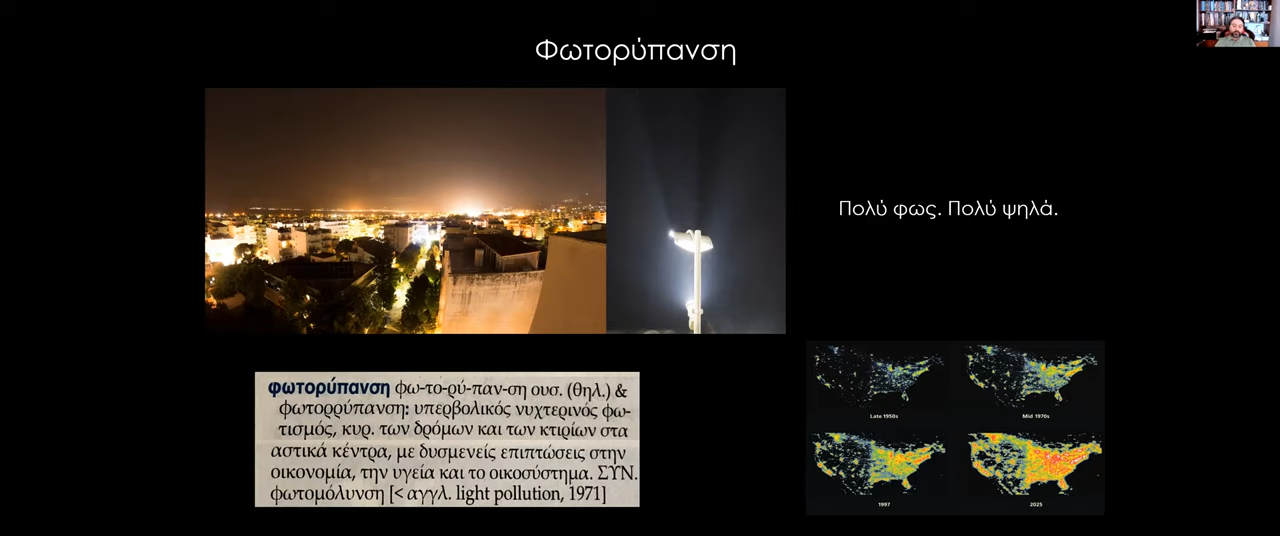 Φωτορύπανση
Πολύ φως. Πολύ ψηλά.
φωτορύπανση φω-το-ρύ-παν-ση ουσ. (θηλ.) &
φωτορρύπανση: υπερβολικός νυχτερινός φω-
τισμός, κυρ. των δρόμων και των κτιρίων στα
αστικά κέντρα, με δυσμενείς επιπτώσεις στην
οικονομία, την υγεία και το οικοσύστημα. ΣΥΝ.
φωτομόλυνση [< αγγλ. light pollution, 1971]
Late 1950s
Mid 1970s
1997
2025